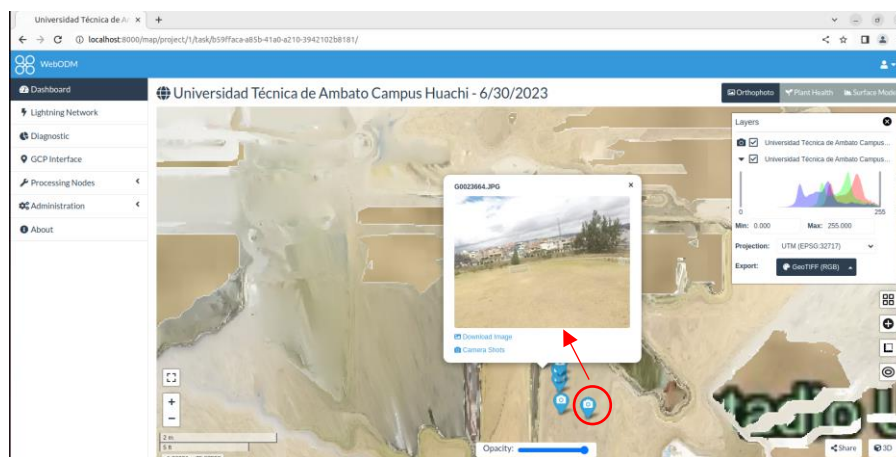 Universidad Técnica de A
localhost:8000/map/project/1/task/b59ffaca-a85b-41a0-a210-3942102b8181/
WebODM
Dashboard
Lightning Network
Diagnostic
GCP Interface
Processing Nodes
Administration
About
Universidad Técnica de Ambato Campus Huachi - 6/30/2023
Orthophoto
Plant Health
Surface Mode
Layers
Universidad Técnica de Ambato Campus...
Universidad Técnica de Ambato Campus...
0 255
Min: 0.000 Max: 255.000
Projection: UTM (EPSG:32717)
Export: GeoTIFF (RGB)
G0023664.JPG
Download Image
Camera Shots
+
−
2 m
5 ft
Opacity:
tadio U
Share
3D